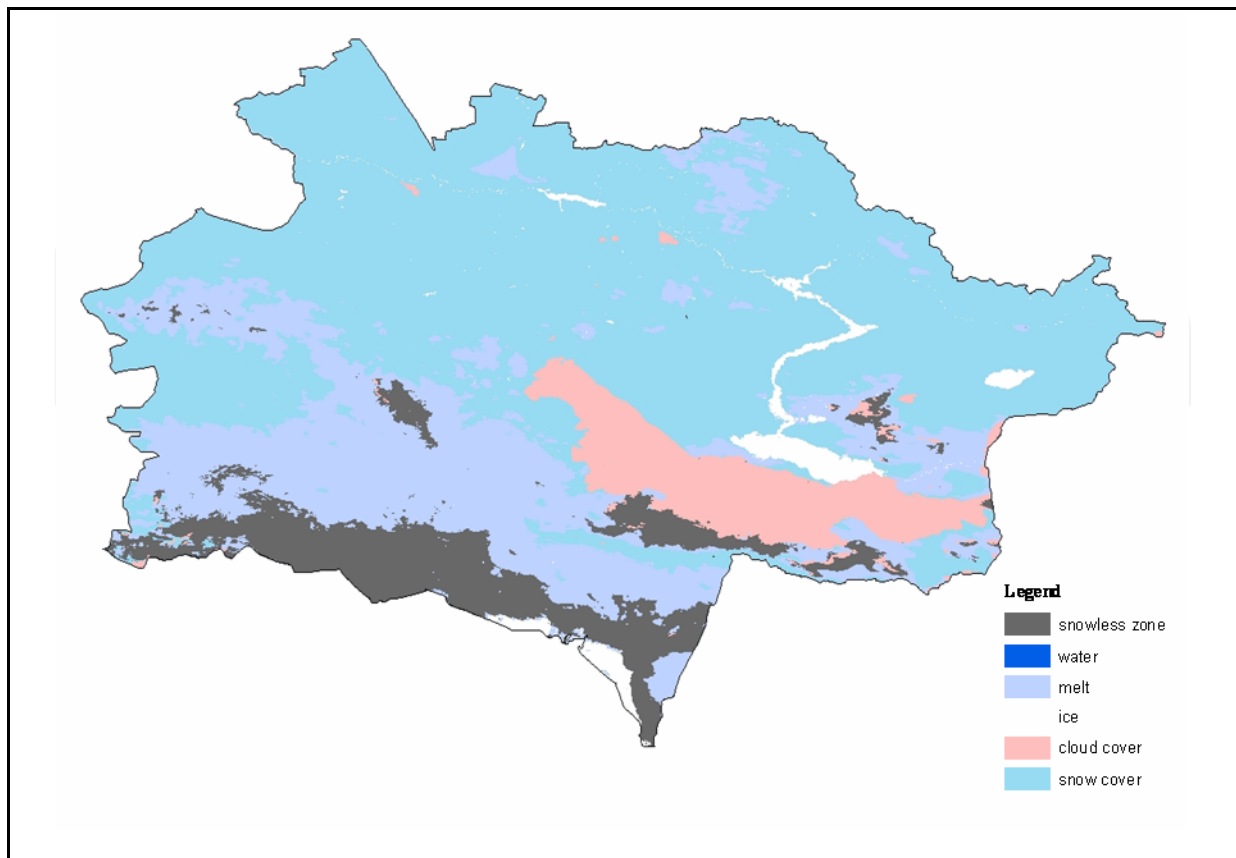 Legend
snowless zone
water
melt
ice
cloud cover
snow cover